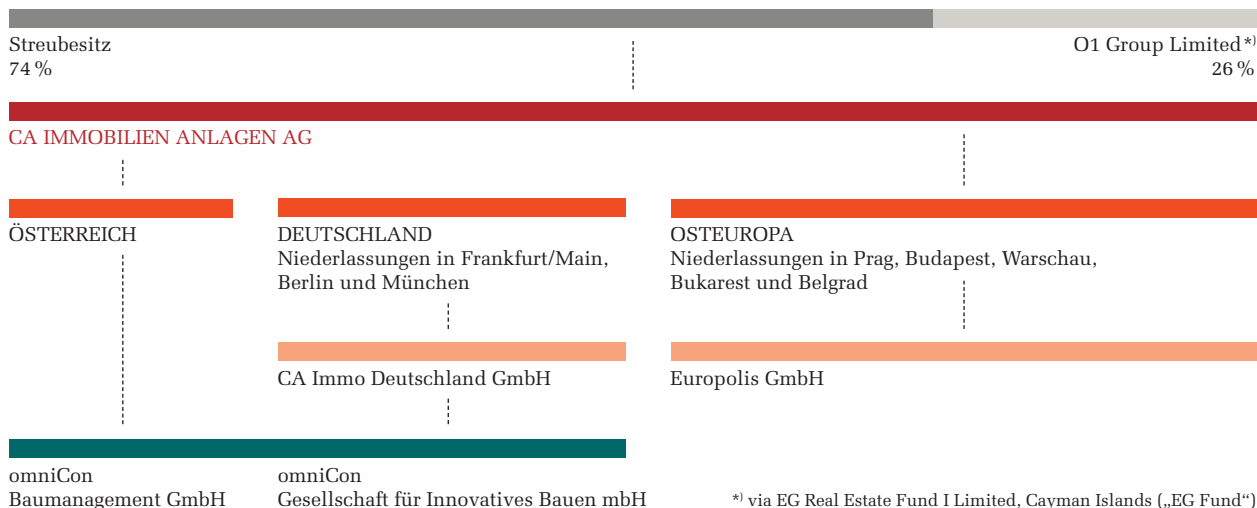 Streubesitz
74 %
O1 Group Limited*)
26 %
CA IMMOBILIEN ANLAGEN AG
ÖSTERREICH
DEUTSCHLAND
Niederlassungen in Frankfurt/Main,
Berlin und München
OSTEUROPA
Niederlassungen in Prag, Budapest, Warschau,
Bukarest und Belgrad
CA Immo Deutschland GmbH
Europolis GmbH
omniCon
Baumanagement GmbH
omniCon
Gesellschaft für Innovatives Bauen mbH
*) via EG Real Estate Fund I Limited, Cayman Islands („EG Fund“)